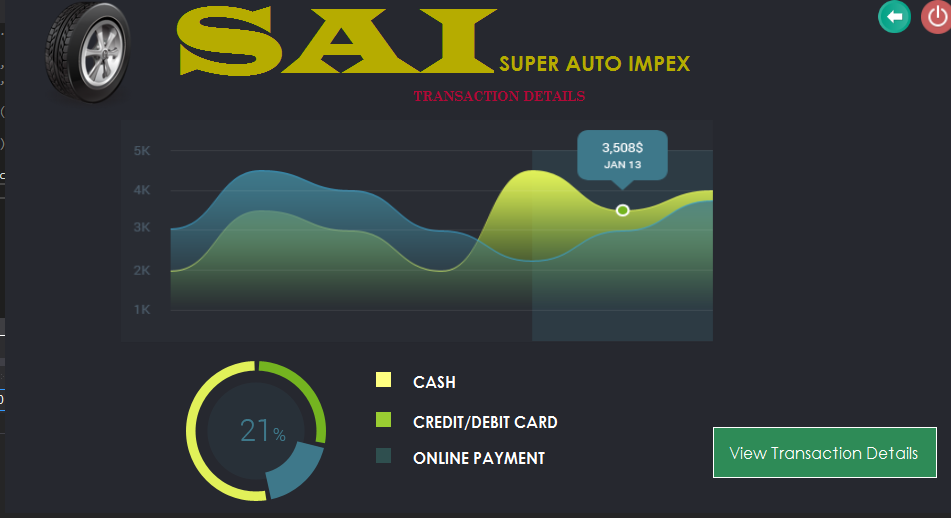 SAI SUPER AUTO IMPEX
TRANSACTION DETAILS
5K
3,508$
JAN 13
4K
3K
2K
1K
21%
CASH
CREDIT/DEBIT CARD
ONLINE PAYMENT
View Transaction Details